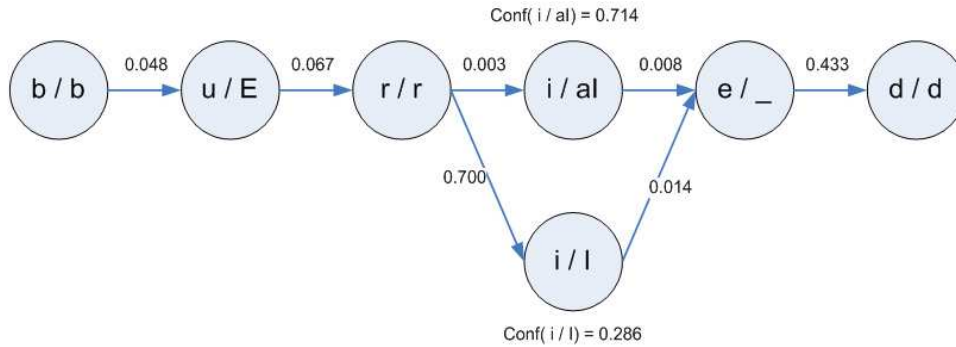 Conf( i / aI) = 0.714
0.048 0.067 0.003 0.008 0.433
b / b u / E r / r i / aI e / _ d / d
0.700 0.014
i / I
Conf( i / I) = 0.286